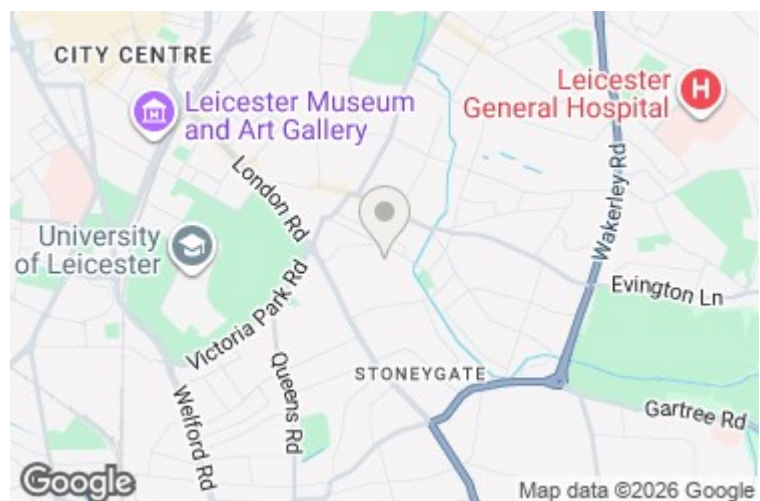 CITY CENTRE
Leicester Museum
and Art Gallery
Leicester
General Hospital
H
London Rd
Wakerley Rd
University
of Leicester
Victoria Park Rd
Evington Ln
Queens Rd
STONEYGATE
Welford Rd
Gartree Rd
Google
Map data ©2026 Google